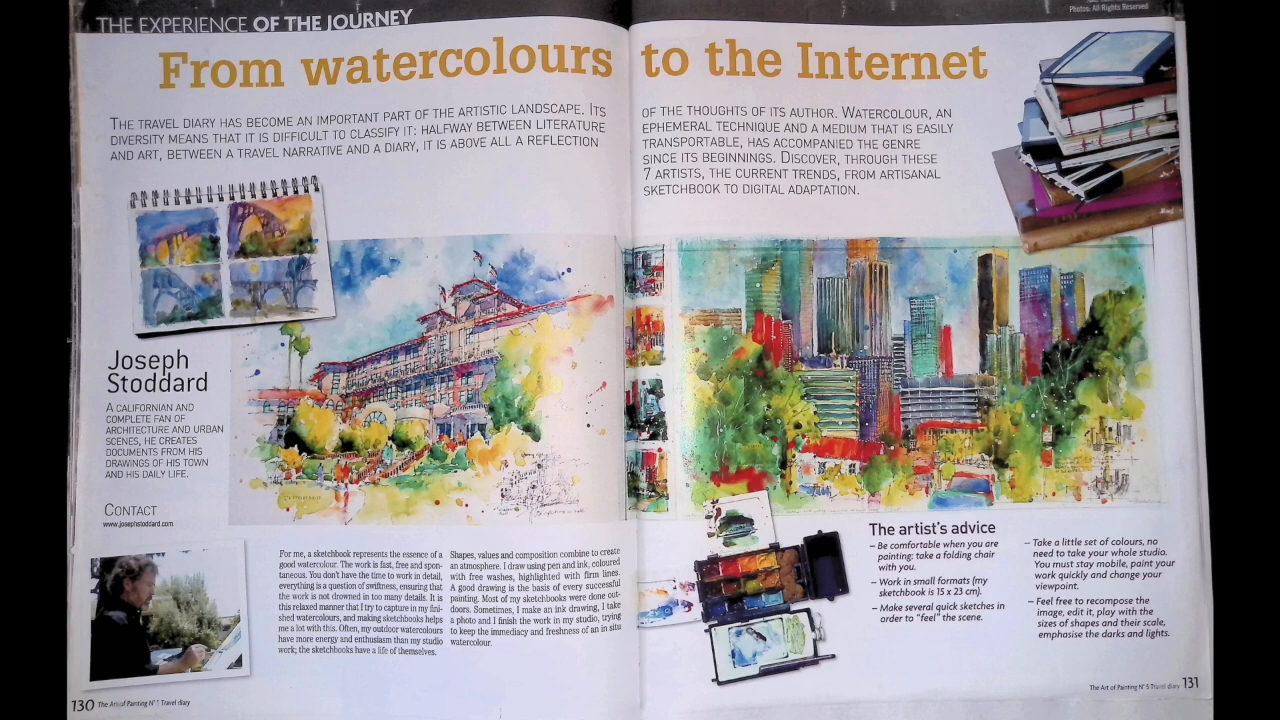 THE EXPERIENCE OF THE JOURNEY
Photos: All Rights Reserved
From watercolours to the Internet
THE TRAVEL DIARY HAS BECOME AN IMPORTANT PART OF THE ARTISTIC LANDSCAPE. ITS
DIVERSITY MEANS THAT IT IS DIFFICULT TO CLASSIFY IT: HALFWAY BETWEEN LITERATURE
AND ART, BETWEEN A TRAVEL NARRATIVE AND A DIARY, IT IS ABOVE ALL A REFLECTION
OF THE THOUGHTS OF ITS AUTHOR. WATERCOLOUR, AN
EPHEMERAL TECHNIQUE AND A MEDIUM THAT IS EASILY
TRANSPORTABLE, HAS ACCOMPANIED THE GENRE
SINCE ITS BEGINNINGS. DISCOVER, THROUGH THESE
7 ARTISTS, THE CURRENT TRENDS, FROM ARTISANAL
SKETCHBOOK TO DIGITAL ADAPTATION.
Joseph
Stoddard
A CALIFORNIAN AND
COMPLETE FAN OF
ARCHITECTURE AND URBAN
SCENES, HE CREATES
DOCUMENTS FROM HIS
DRAWINGS OF HIS TOWN
AND HIS DAILY LIFE.
CONTACT
www.josephstoddard.com
For me, a sketchbook represents the essence of a
good watercolour. The work is fast, free and spon-
taneous. You don't have the time to work in detail,
everything is a question of swiftness, ensuring that
the work is not drowned in too many details. It is
this relaxed manner that I try to capture in my fini-
shed watercolours, and making sketchbooks helps
me a lot with this. Often, my outdoor watercolours
have more energy and enthusiasm than my studio
work; the sketchbooks have a life of themselves.
Shapes, values and composition combine to create
an atmosphere. I draw using pen and ink, coloured
with free washes, highlighted with firm lines.
A good drawing is the basis of every successful
painting. Most of my sketchbooks were done out-
doors. Sometimes, I make an ink drawing, I take
a photo and I finish the work in my studio, trying
to keep the immediacy and freshness of an in situ
watercolour.
The artist's advice
– Be comfortable when you are
painting: take a folding chair
with you.
– Work in small formats (my
sketchbook is 15 x 23 cm).
– Make several quick sketches in
order to "feel" the scene.
– Take a little set of colours, no
need to take your whole studio.
You must stay mobile, paint your
work quickly and change your
viewpoint.
– Feel free to recompose the
image, edit it, play with the
sizes of shapes and their scale,
emphasise the darks and lights.
130 The Art of Painting N° 5 Travel diary
The Art of Painting N° 5 Travel diary 131